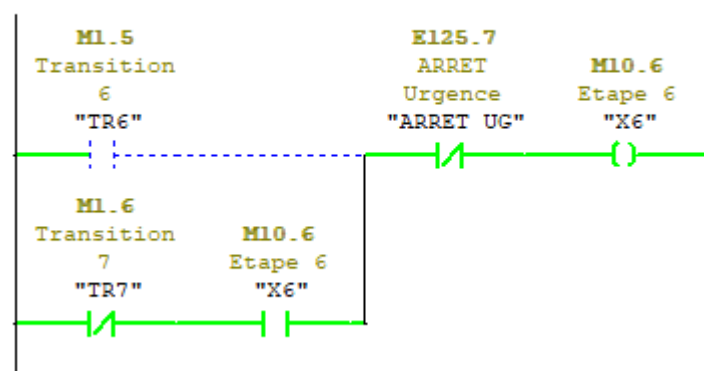 M1.5
Transition
6
"TR6"
E125.7
ARRET
Urgence
"ARRET UG"
M10.6
Etape 6
"X6"
M1.6
Transition
7
"TR7"
M10.6
Etape 6
"X6"